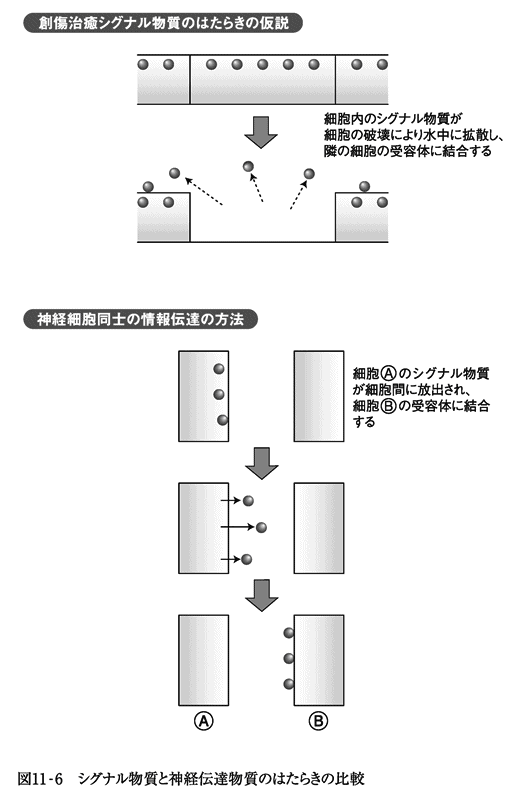 創傷治癒シグナル物質のはたらきの仮説
細胞内のシグナル物質が
細胞の破壊により水中に拡散し、
隣の細胞の受容体に結合する
神経細胞同士の情報伝達の方法
細胞Ⓐのシグナル物質
が細胞間に放出され、
細胞Ⓑの受容体に結合
する
Ⓐ Ⓑ
図11-6 シグナル物質と神経伝達物質のはたらきの比較